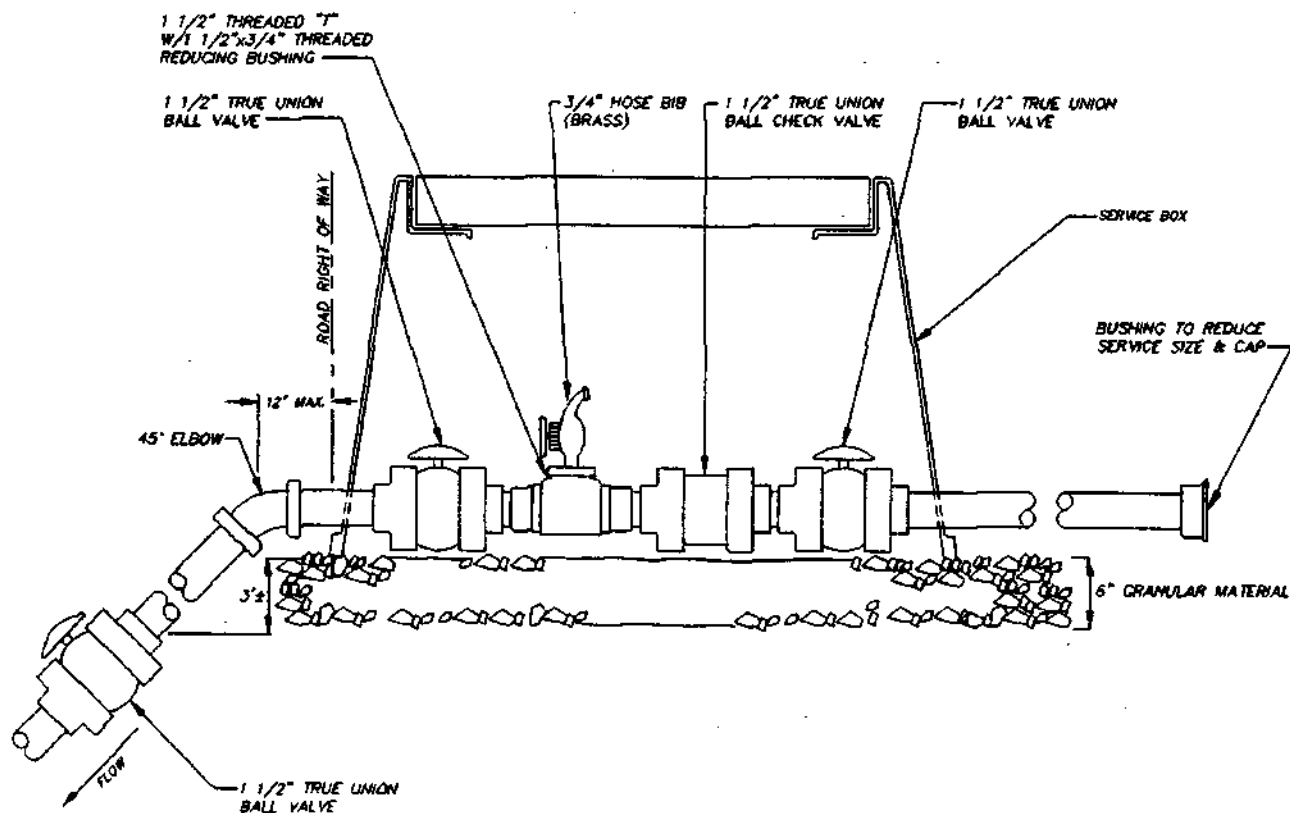 1 1/2" THREADED "T"
W/1 1/2"x3/4" THREADED
REDUCING BUSHING
1 1/2" TRUE UNION
BALL VALVE
3/4" HOSE BIB
(BRASS)
1 1/2" TRUE UNION
BALL CHECK VALVE
1 1/2" TRUE UNION
BALL VALVE
ROAD RIGHT OF WAY
SERVICE BOX
BUSHING TO REDUCE
SERVICE SIZE & CAP
12" MAX.
45° ELBOW
3'±
6" GRANULAR MATERIAL
FLOW
1 1/2" TRUE UNION
BALL VALVE